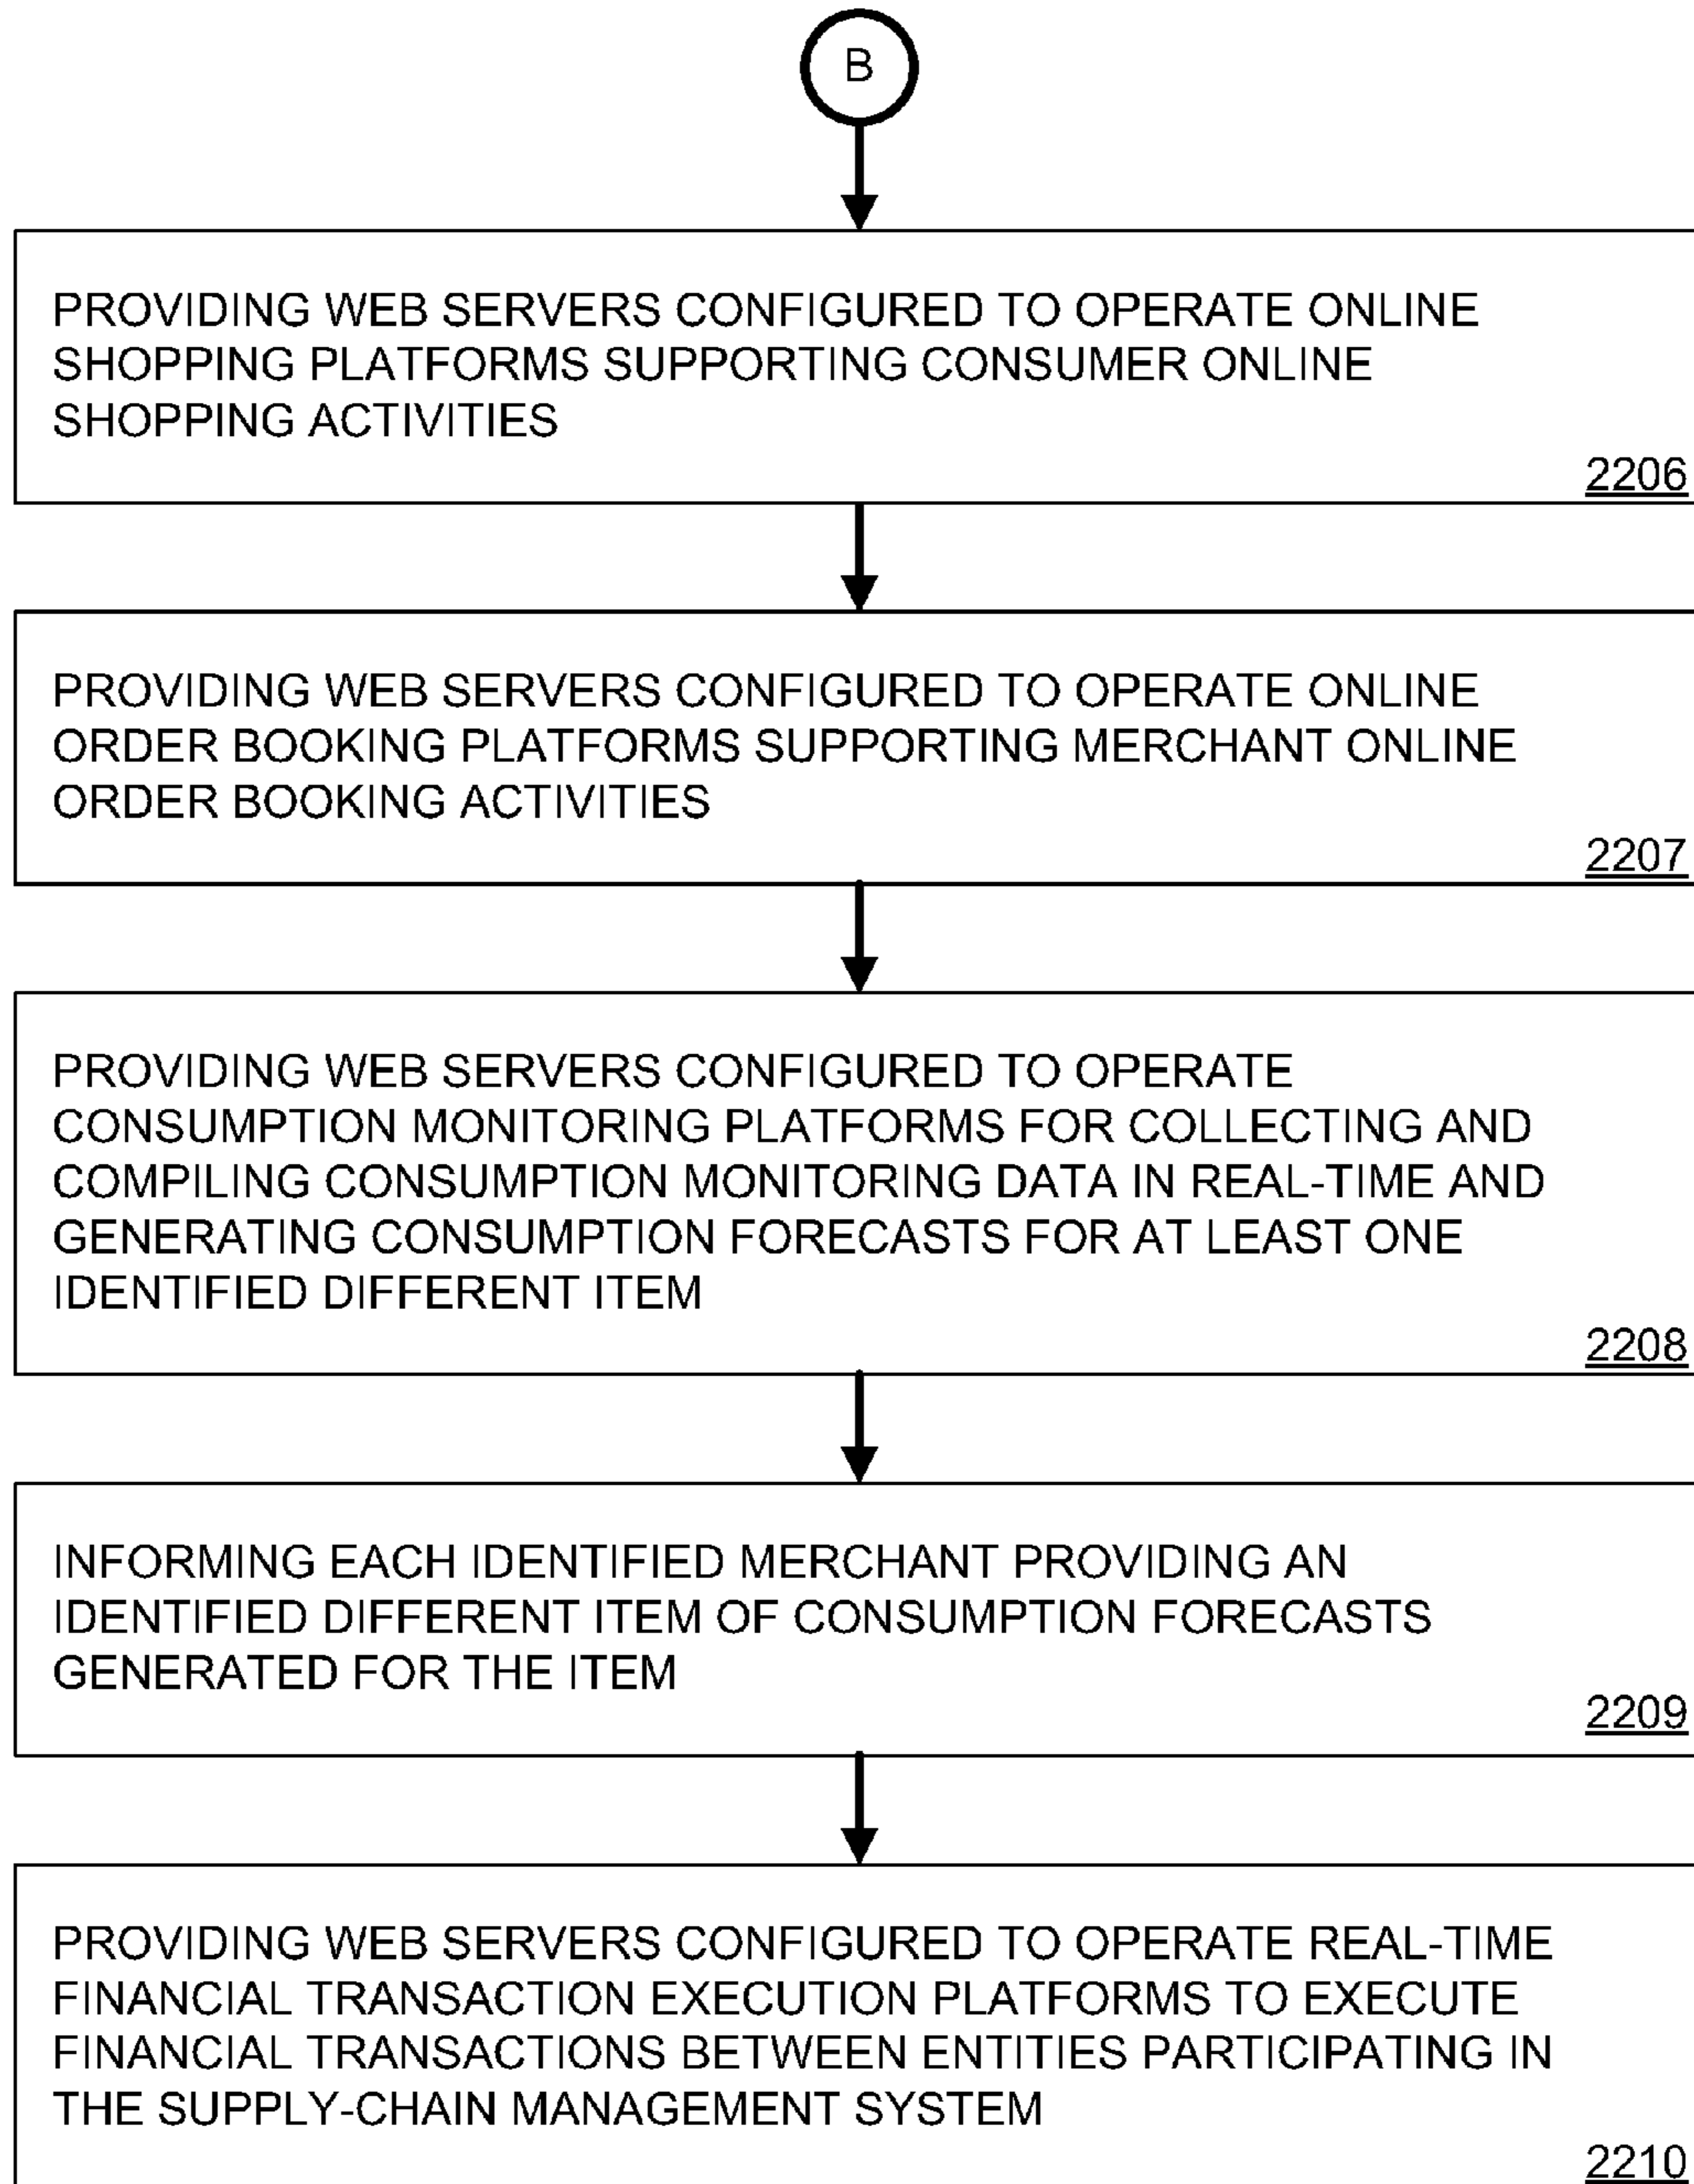 B
PROVIDING WEB SERVERS CONFIGURED TO OPERATE ONLINE
SHOPPING PLATFORMS SUPPORTING CONSUMER ONLINE
SHOPPING ACTIVITIES
2206
PROVIDING WEB SERVERS CONFIGURED TO OPERATE ONLINE
ORDER BOOKING PLATFORMS SUPPORTING MERCHANT ONLINE
ORDER BOOKING ACTIVITIES
2207
PROVIDING WEB SERVERS CONFIGURED TO OPERATE
CONSUMPTION MONITORING PLATFORMS FOR COLLECTING AND
COMPILING CONSUMPTION MONITORING DATA IN REAL-TIME AND
GENERATING CONSUMPTION FORECASTS FOR AT LEAST ONE
IDENTIFIED DIFFERENT ITEM
2208
INFORMING EACH IDENTIFIED MERCHANT PROVIDING AN
IDENTIFIED DIFFERENT ITEM OF CONSUMPTION FORECASTS
GENERATED FOR THE ITEM
2209
PROVIDING WEB SERVERS CONFIGURED TO OPERATE REAL-TIME
FINANCIAL TRANSACTION EXECUTION PLATFORMS TO EXECUTE
FINANCIAL TRANSACTIONS BETWEEN ENTITIES PARTICIPATING IN
THE SUPPLY-CHAIN MANAGEMENT SYSTEM
2210